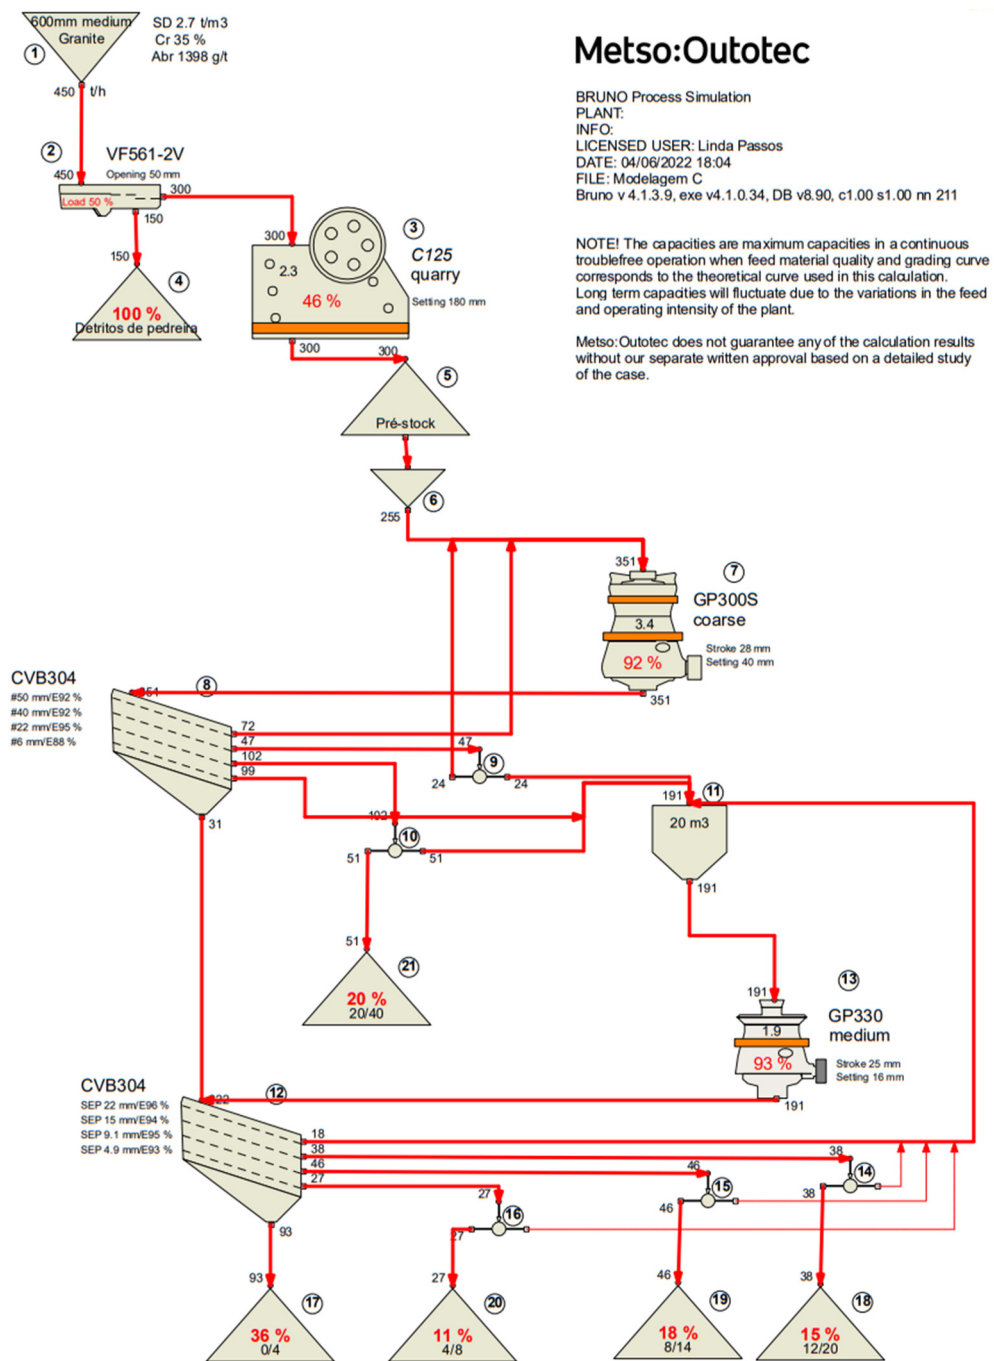 600mm medium
Granite
SD 2.7 t/m3
Cr 35 %
Abr 1398 g/t
1
450 t/h
Metso:Outotec
BRUNO Process Simulation
PLANT:
INFO:
LICENSED USER: Linda Passos
DATE: 04/06/2022 18:04
FILE: Modelagem C
Bruno v 4.1.3.9, exe v4.1.0.34, DB v8.90, c1.00 s1.00 nn 211
NOTE! The capacities are maximum capacities in a continuous
troublefree operation when feed material quality and grading curve
corresponds to the theoretical curve used in this calculation.
Long term capacities will fluctuate due to the variations in the feed
and operating intensity of the plant.
Metso:Outotec does not guarantee any of the calculation results
without our separate written approval based on a detailed study
of the case.
2
VF561-2V
Opening 50 mm
450
Load 50 %
300
150
150
4
100 %
Detritos de pedreira
300
3
C125
quarry
Setting 180 mm
2.3
46 %
300
300
5
Pré-stock
6
255
351
7
GP300S
coarse
3.4
92 %
Stroke 28 mm
Setting 40 mm
351
CVB304
#50 mm/E92 %
#40 mm/E92 %
#22 mm/E95 %
#6 mm/E88 %
8
351
72
47
102
99
31
47
9
24
24
102
10
51
51
191
11
20 m3
191
51
21
20 %
20/40
191
13
GP330
medium
1.9
93 %
Stroke 25 mm
Setting 16 mm
191
CVB304
SEP 22 mm/E96 %
SEP 15 mm/E94 %
SEP 9.1 mm/E95 %
SEP 4.9 mm/E93 %
12
18
38
46
27
93
38
14
38
46
15
46
27
16
27
93
17
36 %
0/4
27
20
11 %
4/8
46
19
18 %
8/14
38
18
15 %
12/20